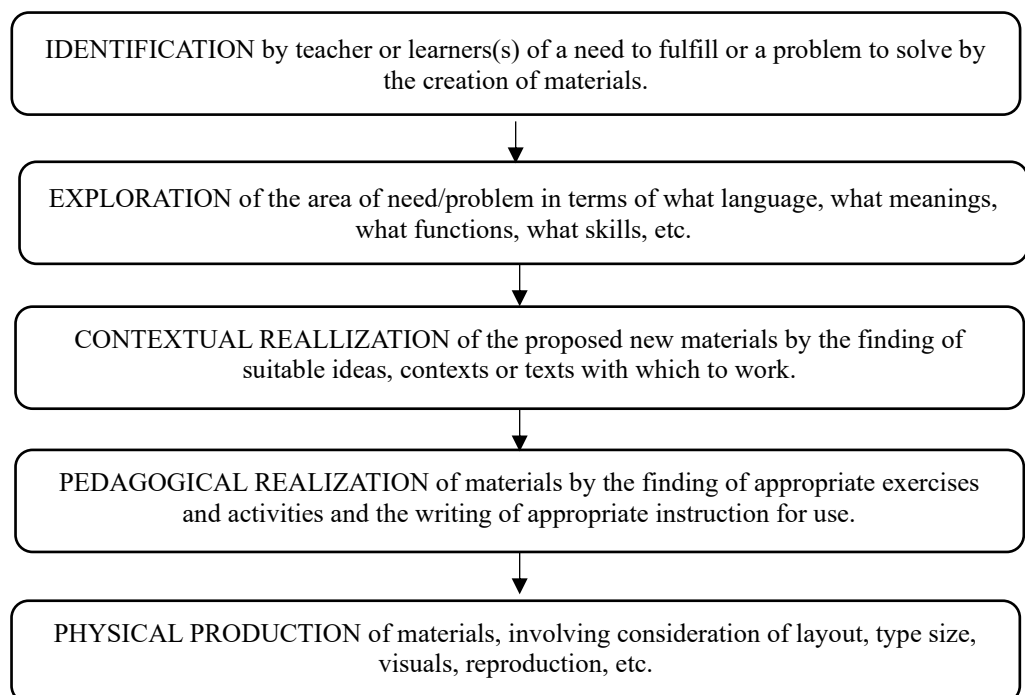 IDENTIFICATION by teacher or learners(s) of a need to fulfill or a problem to solve by
the creation of materials.
EXPLORATION of the area of need/problem in terms of what language, what meanings,
what functions, what skills, etc.
CONTEXTUAL REALLIZATION of the proposed new materials by the finding of
suitable ideas, contexts or texts with which to work.
PEDAGOGICAL REALIZATION of materials by the finding of appropriate exercises
and activities and the writing of appropriate instruction for use.
PHYSICAL PRODUCTION of materials, involving consideration of layout, type size,
visuals, reproduction, etc.